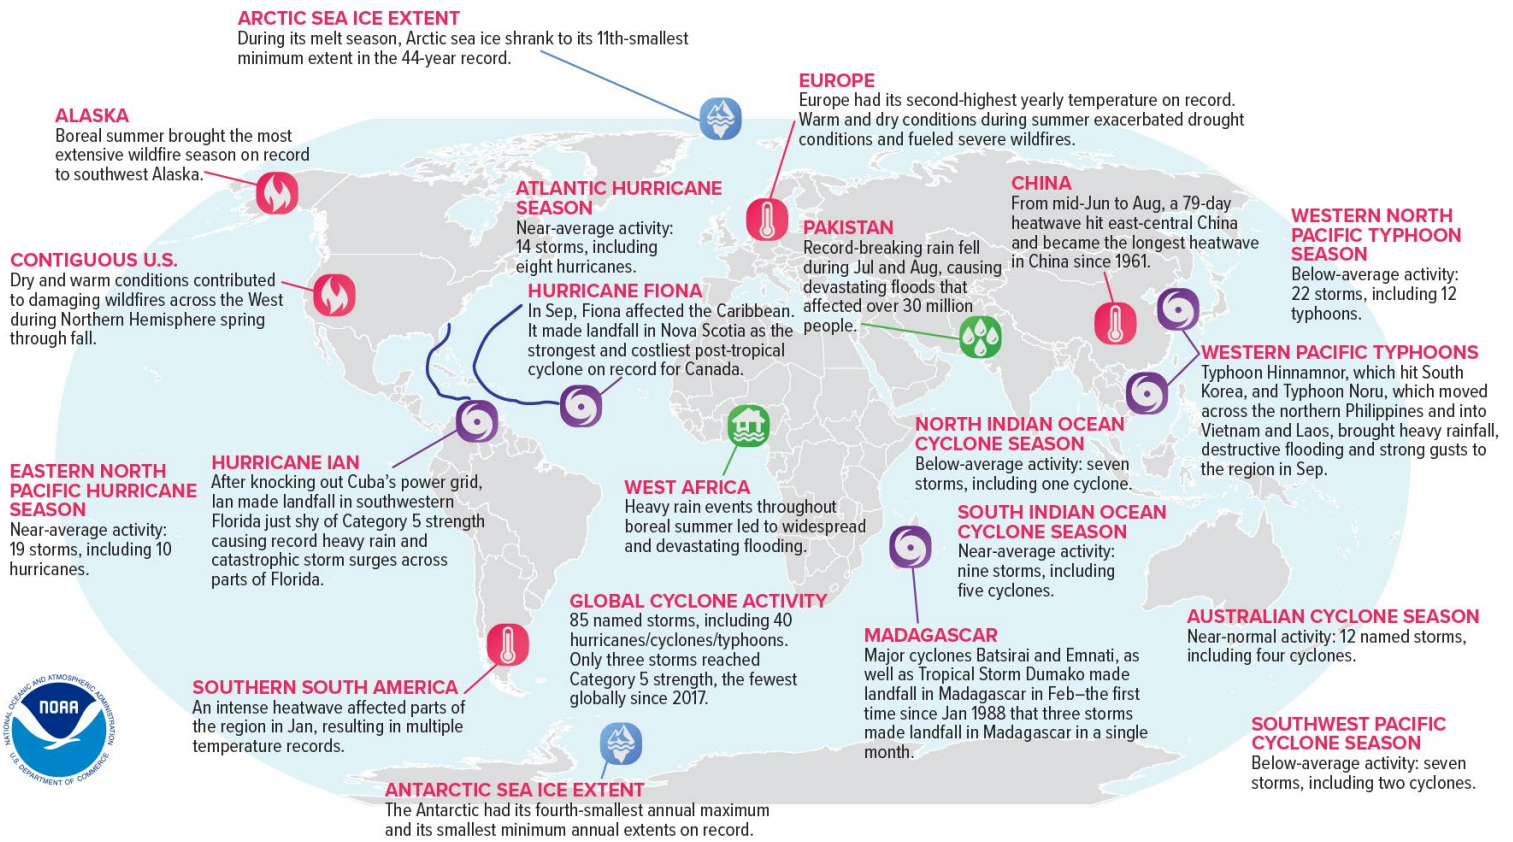 ARCTIC SEA ICE EXTENT
During its melt season, Arctic sea ice shrank to its 11th-smallest
minimum extent in the 44-year record.
EUROPE
Europe had its second-highest yearly temperature on record.
Warm and dry conditions during summer exacerbated drought
conditions and fueled severe wildfires.
ALASKA
Boreal summer brought the most
extensive wildfire season on record
to southwest Alaska.
ATLANTIC HURRICANE
SEASON
Near-average activity:
14 storms, including
eight hurricanes.
CHINA
From mid-Jun to Aug, a 79-day
heatwave hit east-central China
and became the longest heatwave
in China since 1961.
PAKISTAN
Record-breaking rain fell
during Jul and Aug, causing
devastating floods that
affected over 30 million
people.
WESTERN NORTH
PACIFIC TYPHOON
SEASON
Below-average activity:
22 storms, including 12
typhoons.
CONTIGUOUS U.S.
Dry and warm conditions contributed
to damaging wildfires across the West
during Northern Hemisphere spring
through fall.
HURRICANE FIONA
In Sep, Fiona affected the Caribbean.
It made landfall in Nova Scotia as the
strongest and costliest post-tropical
cyclone on record for Canada.
WESTERN PACIFIC TYPHOONS
Typhoon Hinnamnor, which hit South
Korea, and Typhoon Noru, which moved
across the northern Philippines and into
Vietnam and Laos, brought heavy rainfall,
destructive flooding and strong gusts to
the region in Sep.
NORTH INDIAN OCEAN
CYCLONE SEASON
Below-average activity: seven
storms, including one cyclone.
EASTERN NORTH
PACIFIC HURRICANE
SEASON
Near-average activity:
19 storms, including 10
hurricanes.
HURRICANE IAN
After knocking out Cuba's power grid,
Ian made landfall in southwestern
Florida just shy of Category 5 strength
causing record heavy rain and
catastrophic storm surges across
parts of Florida.
WEST AFRICA
Heavy rain events throughout
boreal summer led to widespread
and devastating flooding.
SOUTH INDIAN OCEAN
CYCLONE SEASON
Near-average activity:
nine storms, including
five cyclones.
GLOBAL CYCLONE ACTIVITY
85 named storms, including 40
hurricanes/cyclones/typhoons.
Only three storms reached
Category 5 strength, the fewest
globally since 2017.
MADAGASCAR
Major cyclones Batsirai and Emnati, as
well as Tropical Storm Dumako made
landfall in Madagascar in Feb–the first
time since Jan 1988 that three storms
made landfall in Madagascar in a single
month.
AUSTRALIAN CYCLONE SEASON
Near-normal activity: 12 named storms,
including four cyclones.
SOUTHERN SOUTH AMERICA
An intense heatwave affected parts of
the region in Jan, resulting in multiple
temperature records.
SOUTHWEST PACIFIC
CYCLONE SEASON
Below-average activity: seven
storms, including two cyclones.
ANTARCTIC SEA ICE EXTENT
The Antarctic had its fourth-smallest annual maximum
and its smallest minimum annual extents on record.
NATIONAL OCEANIC AND ATMOSPHERIC ADMINISTRATION
NOAA
U.S. DEPARTMENT OF COMMERCE